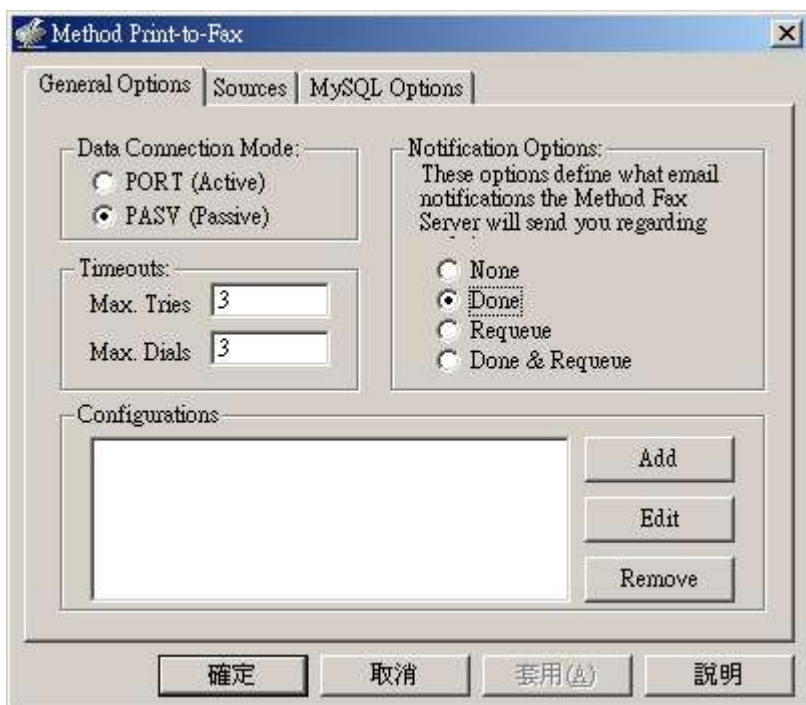 Method Print-to-Fax
General Options
Sources
MySQL Options
Data Connection Mode:
PORT (Active)
PASV (Passive)
Timeouts:
Max. Tries
3
Max. Dials
3
Notification Options:
These options define what email
notifications the Method Fax
Server will send you regarding
None
Done
Requeue
Done & Requeue
Configurations
Add
Edit
Remove
確定
取消
套用(A)
說明